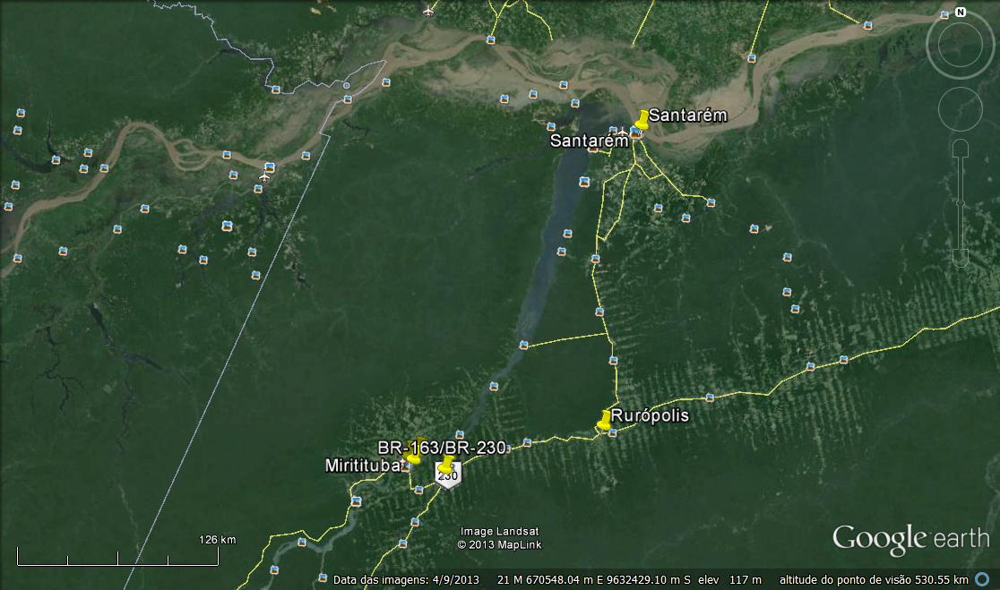 N
Santarém
Santarém
Rurópolis
BR-163/BR-230
Miritituba
230
126 km
Image Landsat
© 2013 MapLink
Google earth
Data das imagens: 4/9/2013 21 M 670548.04 m E 9632429.10 m S elev 117 m altitude do ponto de visão 530.55 km